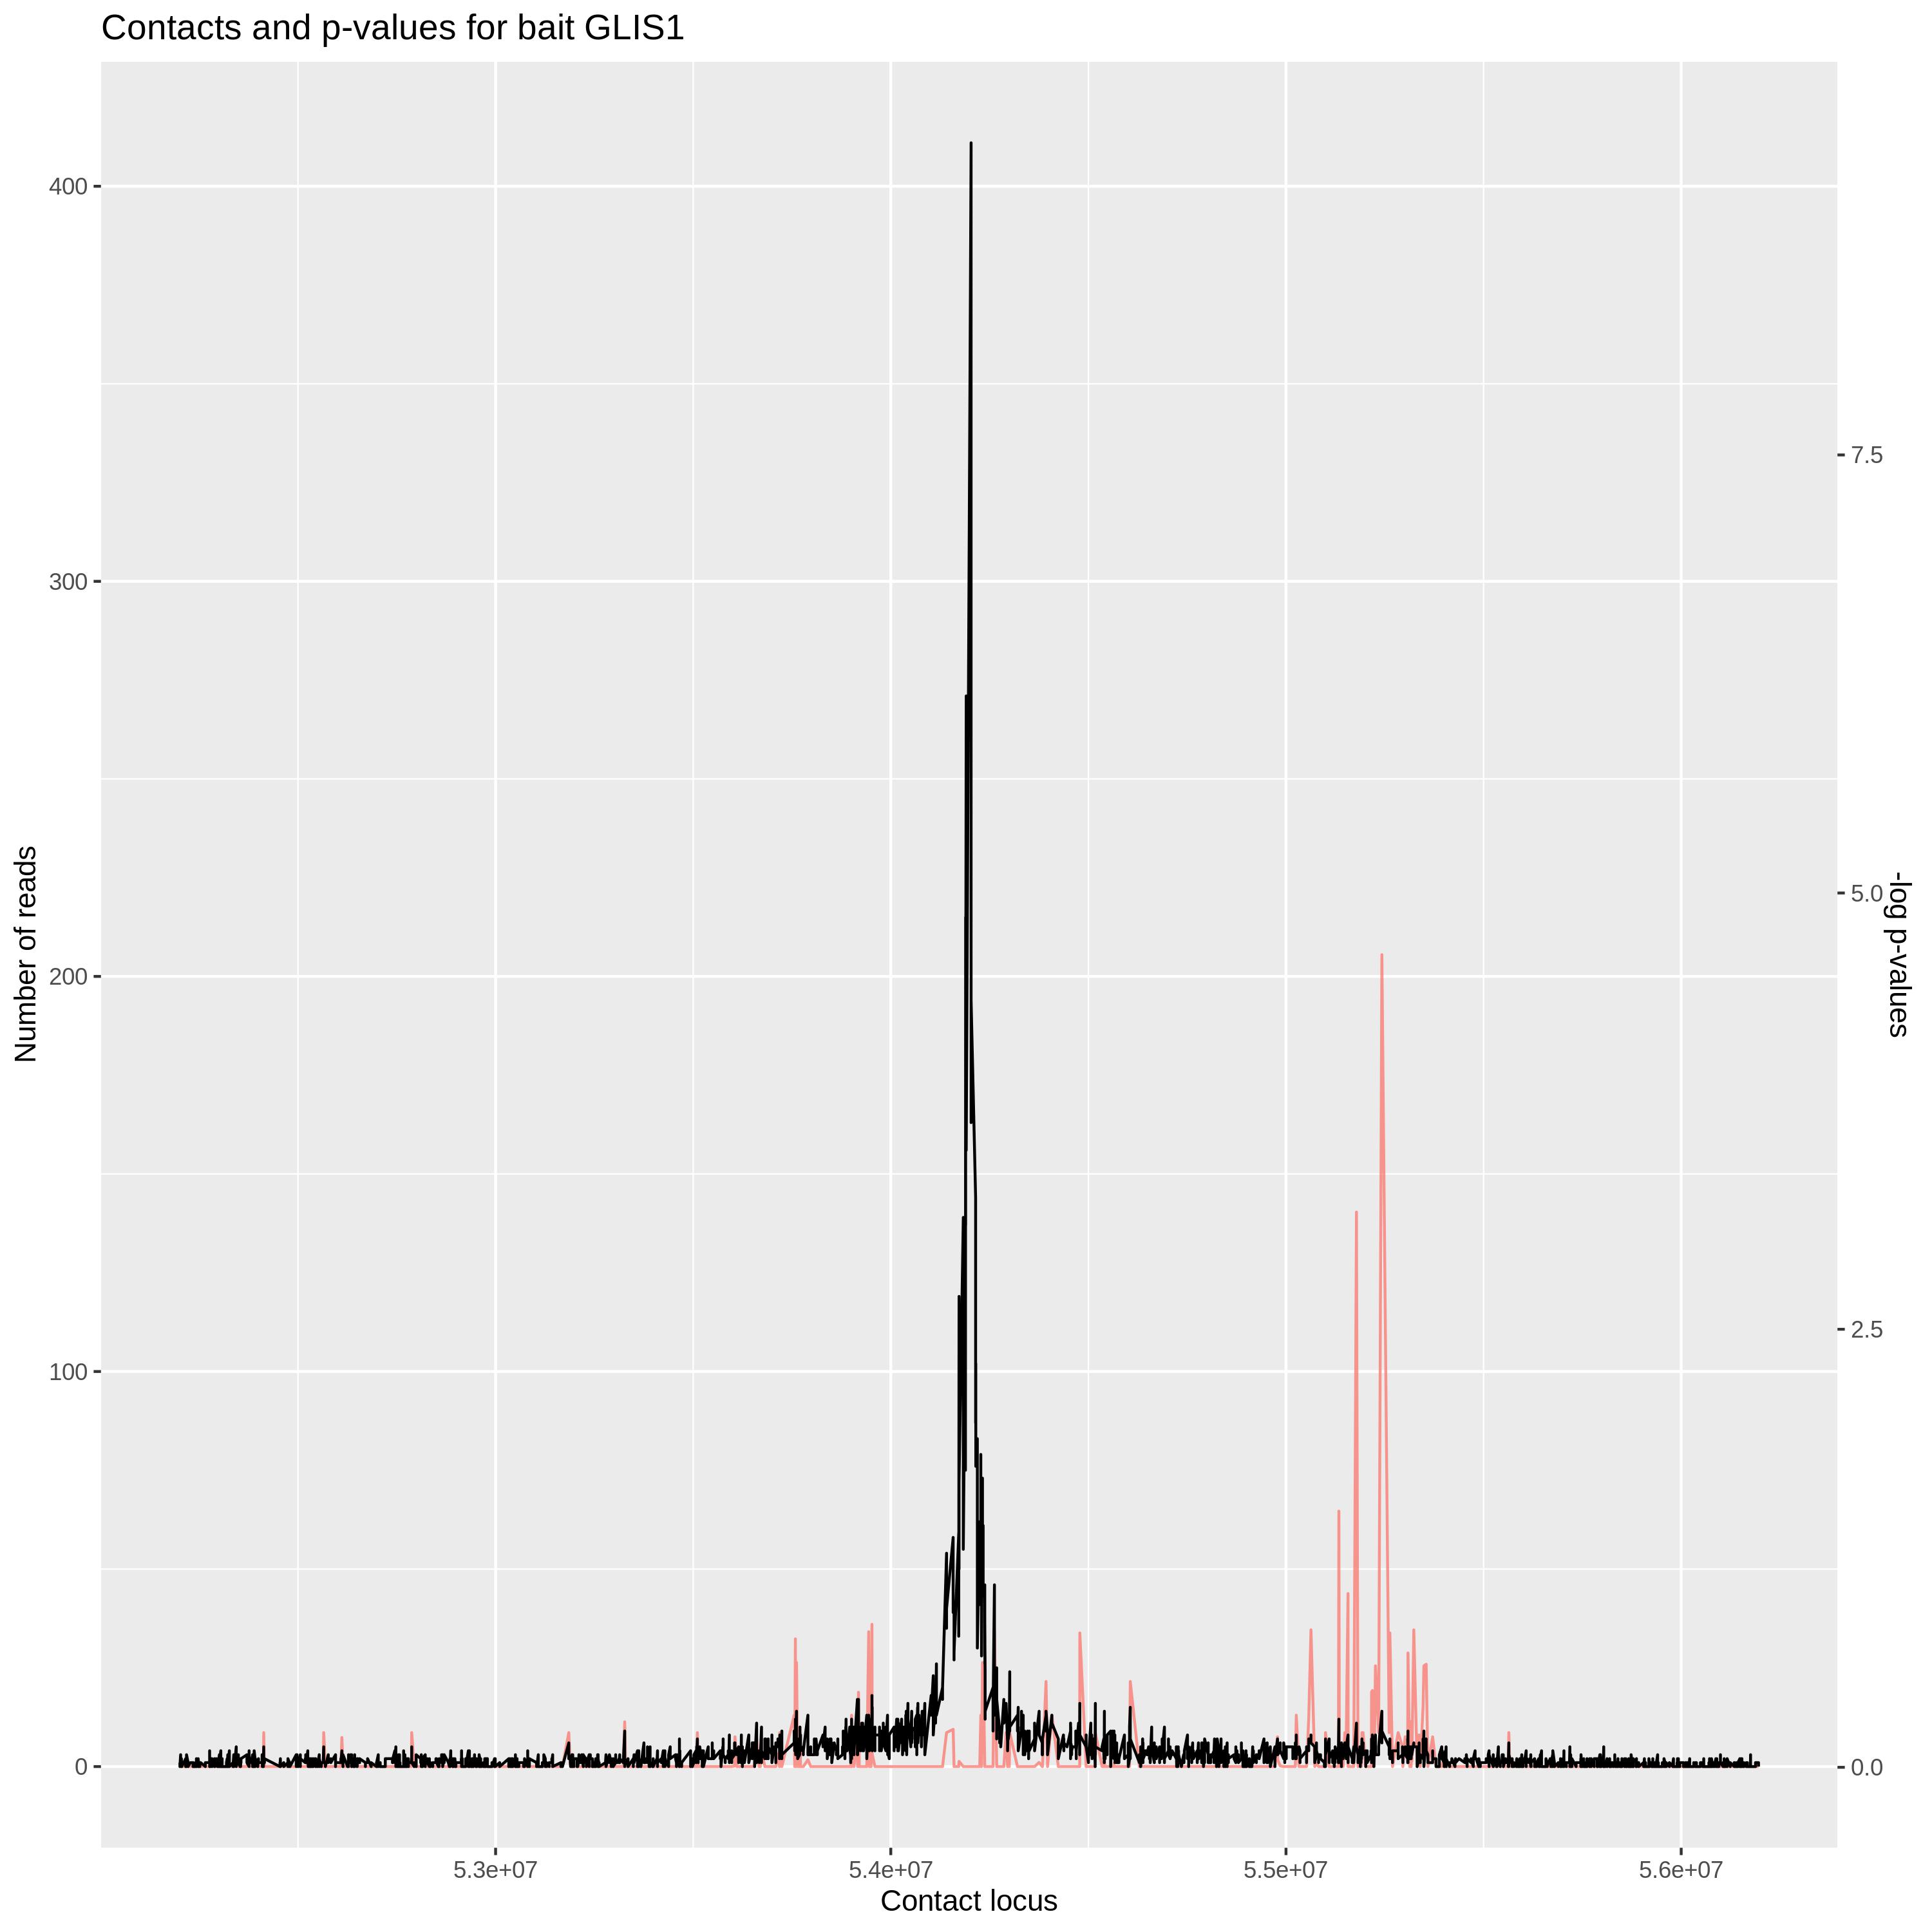 Contacts and p-values for bait GLIS1
400
300
200
100
0
Number of reads
7.5
5.0
2.5
0.0
-log p-values
5.3e+07
5.4e+07
5.5e+07
5.6e+07
Contact locus